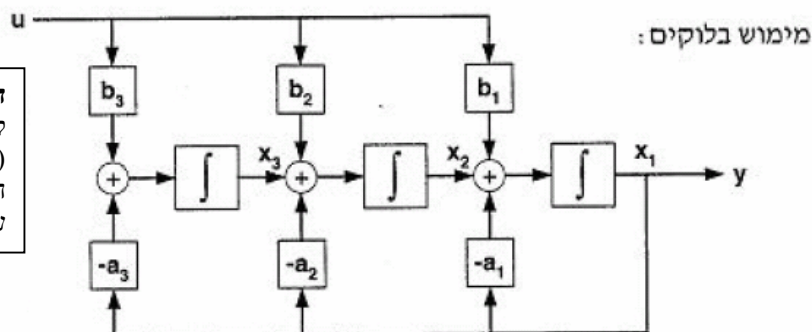 מימוש בלוקים:
u
b₃ b₂ b₁
+ ∫ x₃ + ∫ x₂ + ∫ x₁ y
-a₃ -a₂ -a₁